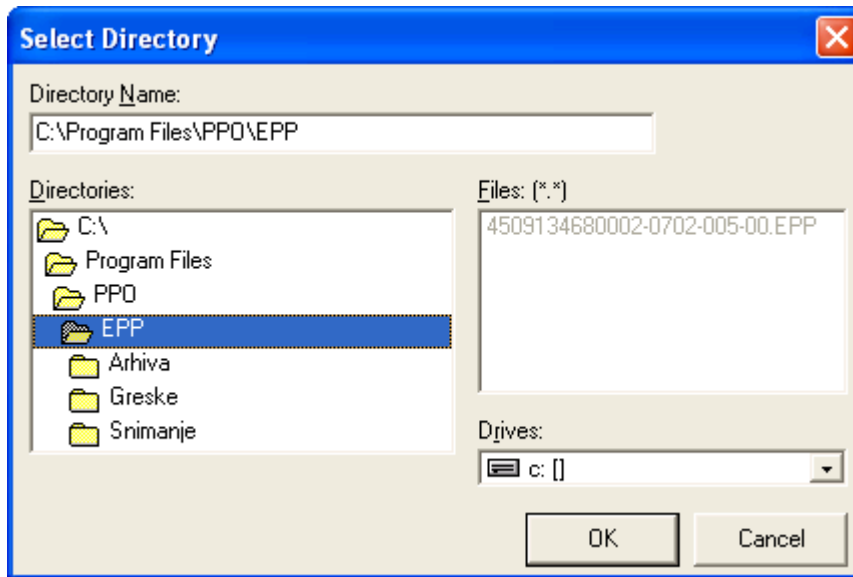 Select Directory
Directory Name:
C:\Program Files\PPO\EPP
Directories:
C:\
Program Files
PPO
EPP
Arhiva
Greske
Snimanje
Files: (*.*)
4509134680002-0702-005-00.EPP
Drives:
c: []
OK
Cancel